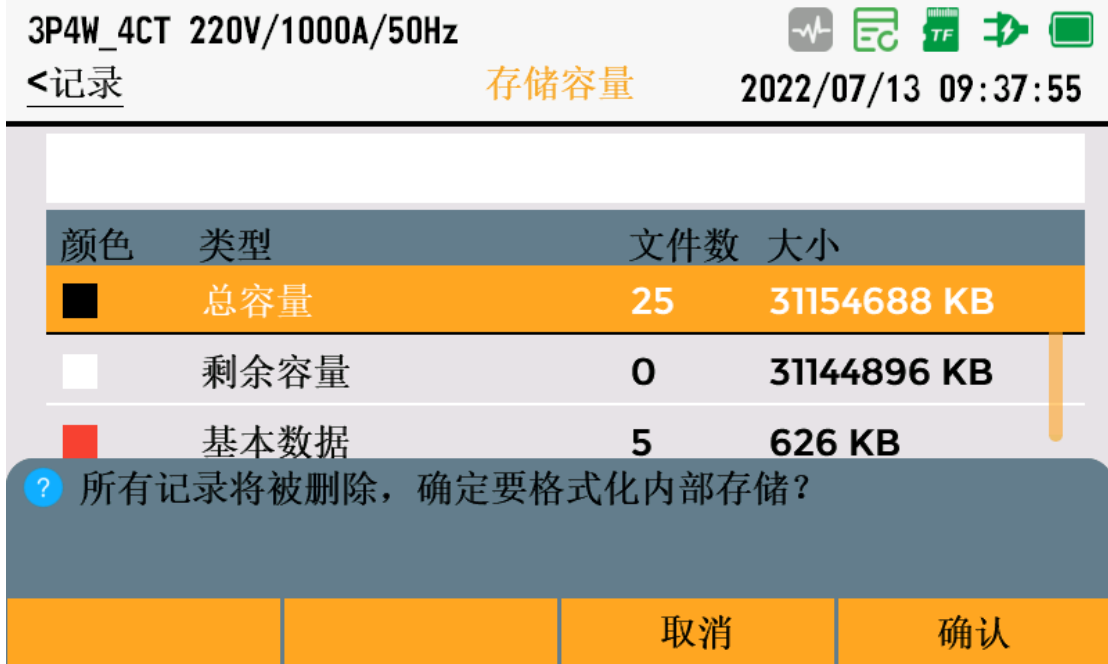 3P4W_4CT 220V/1000A/50Hz
TF
<记录 存储容量 2022/07/13 09:37:55
颜色 类型 文件数 大小
总容量 25 31154688 KB
剩余容量 0 31144896 KB
基本数据 5 626 KB
? 所有记录将被删除，确定要格式化内部存储？
取消 确认